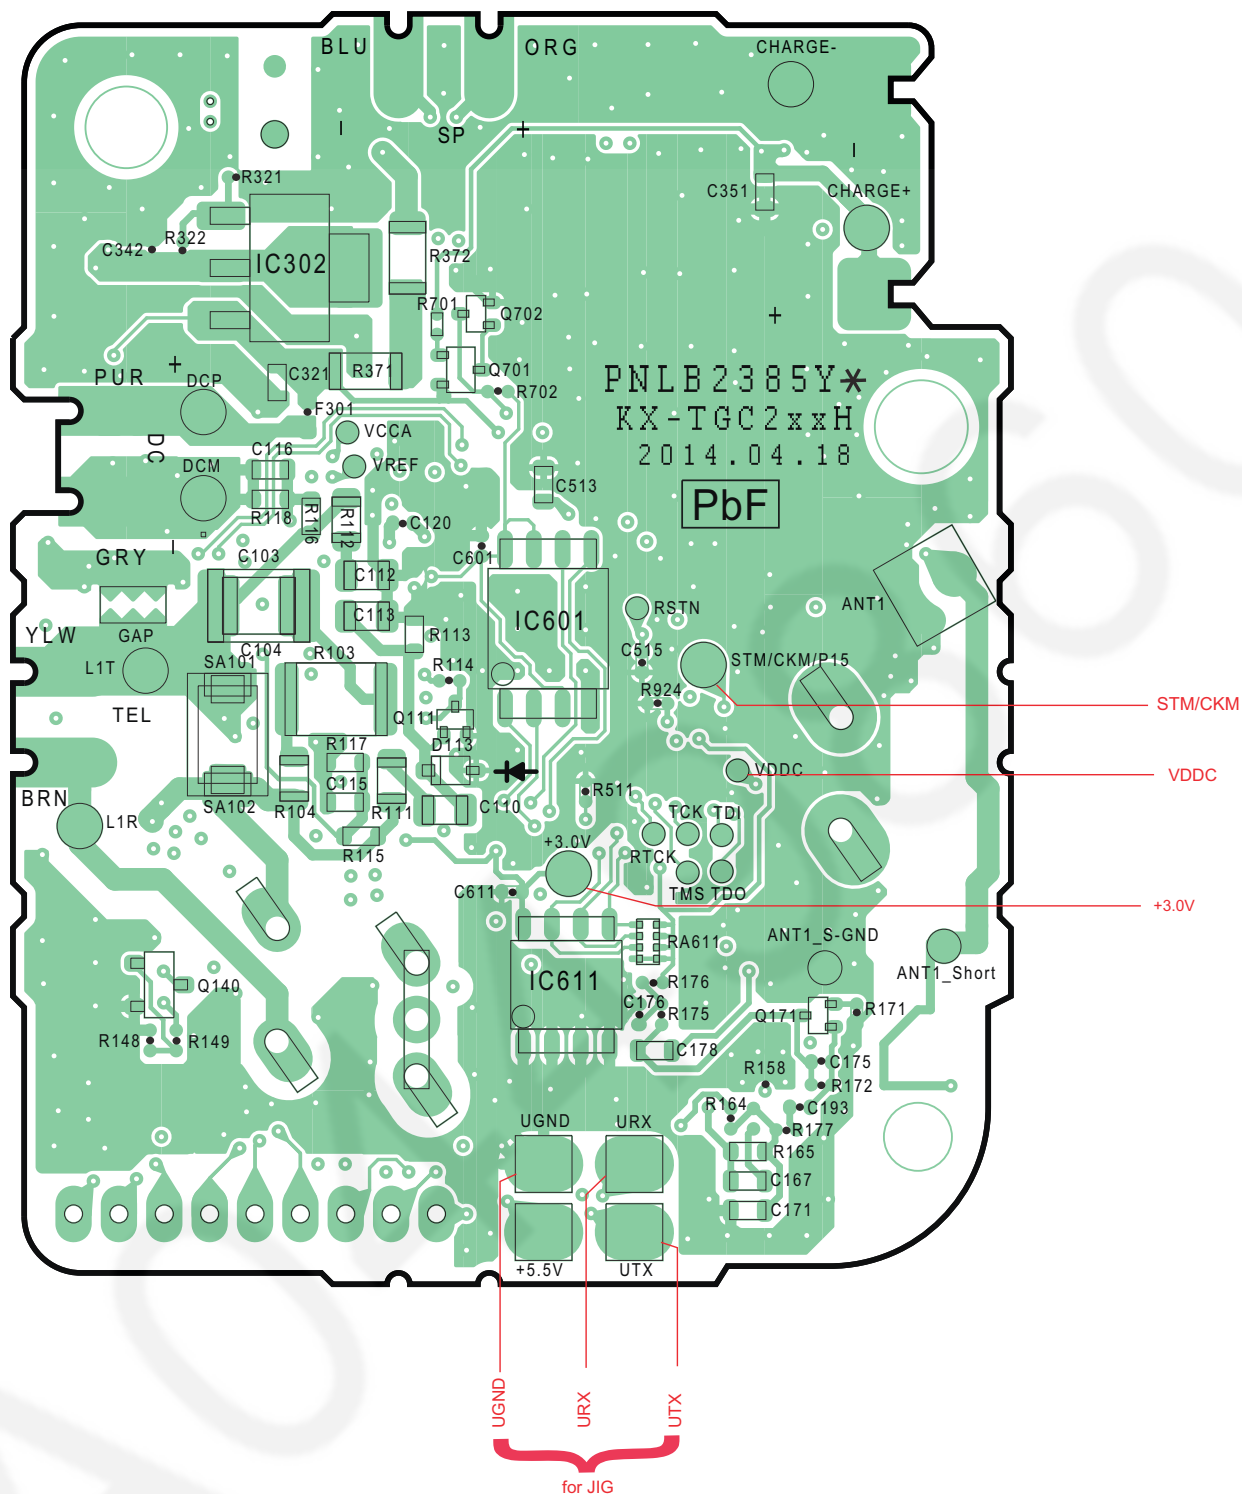 BLU
ORG
CHARGE-
SP
+
R321
C351
CHARGE+
R322
C342
IC302
R372
R701
Q702
+
+
PUR
DCP
C321
R371
Q701
R702
PNLB2385Y*
F301
KX-TGC2xxH
VCCA
DC
C116
2014.04.18
DCM
VREF
C513
PbF
R118
R116
R112
C120
GRY
C103
C601
C112
ANT1
RSTN
C113
IC601
YLW
GAP
R113
C104
R103
C515
L1T
SA101
R114
STM/CKM/P15
R924
STM/CKM
TEL
Q111
R117
D113
VDDC
VDDC
C115
R511
BRN
SA102
R104
R111
C110
TCK
TDI
L1R
+3.0V
R115
RTCK
C611
TMS
TDO
+3.0V
ANT1_S-GND
RA611
ANT1_Short
Q140
IC611
R176
C176
R175
Q171
R171
R148
R149
C178
C175
R158
R172
R164
C193
UGND
URX
R177
R165
C167
C171
+5.5V
UTX
UGND
URX
UTX
for JIG